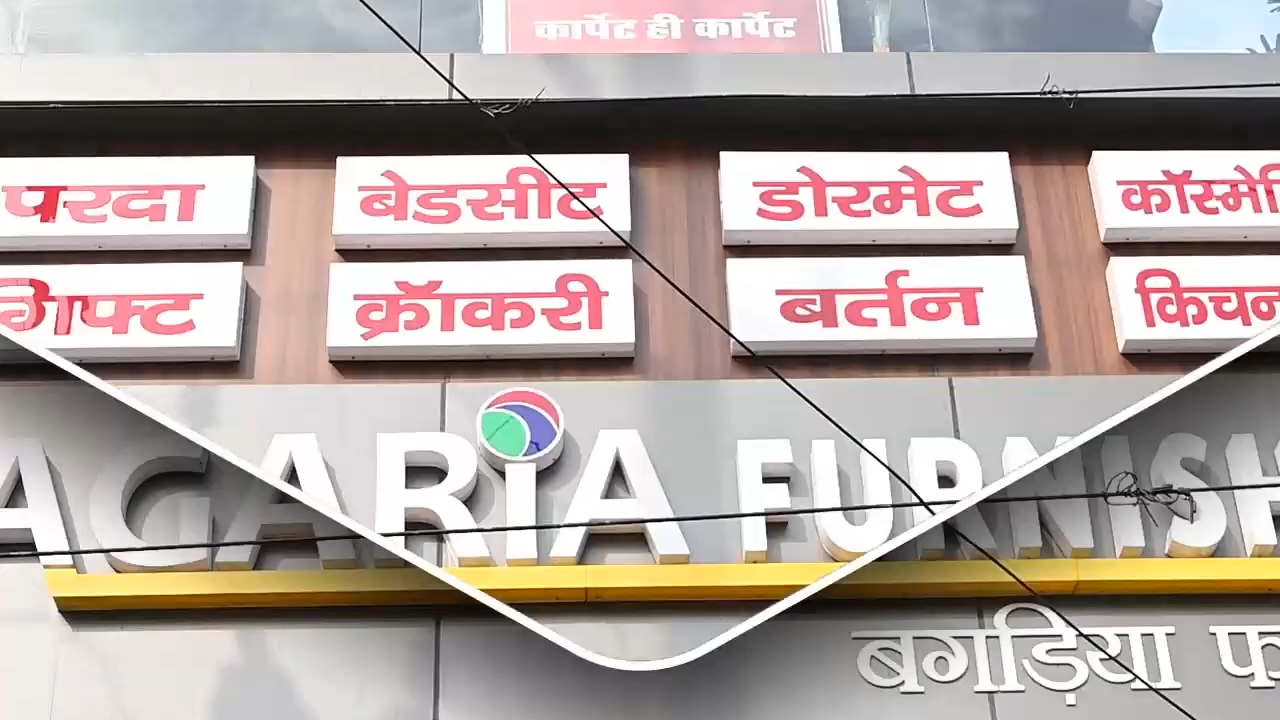 कार्पेट ही कार्पेट
परदा बेडसीट डोरमेट कॉस्मे
गिफ्ट क्रॉकरी बर्तन किचन
AGARIA FURNISH
बगड़िया फ